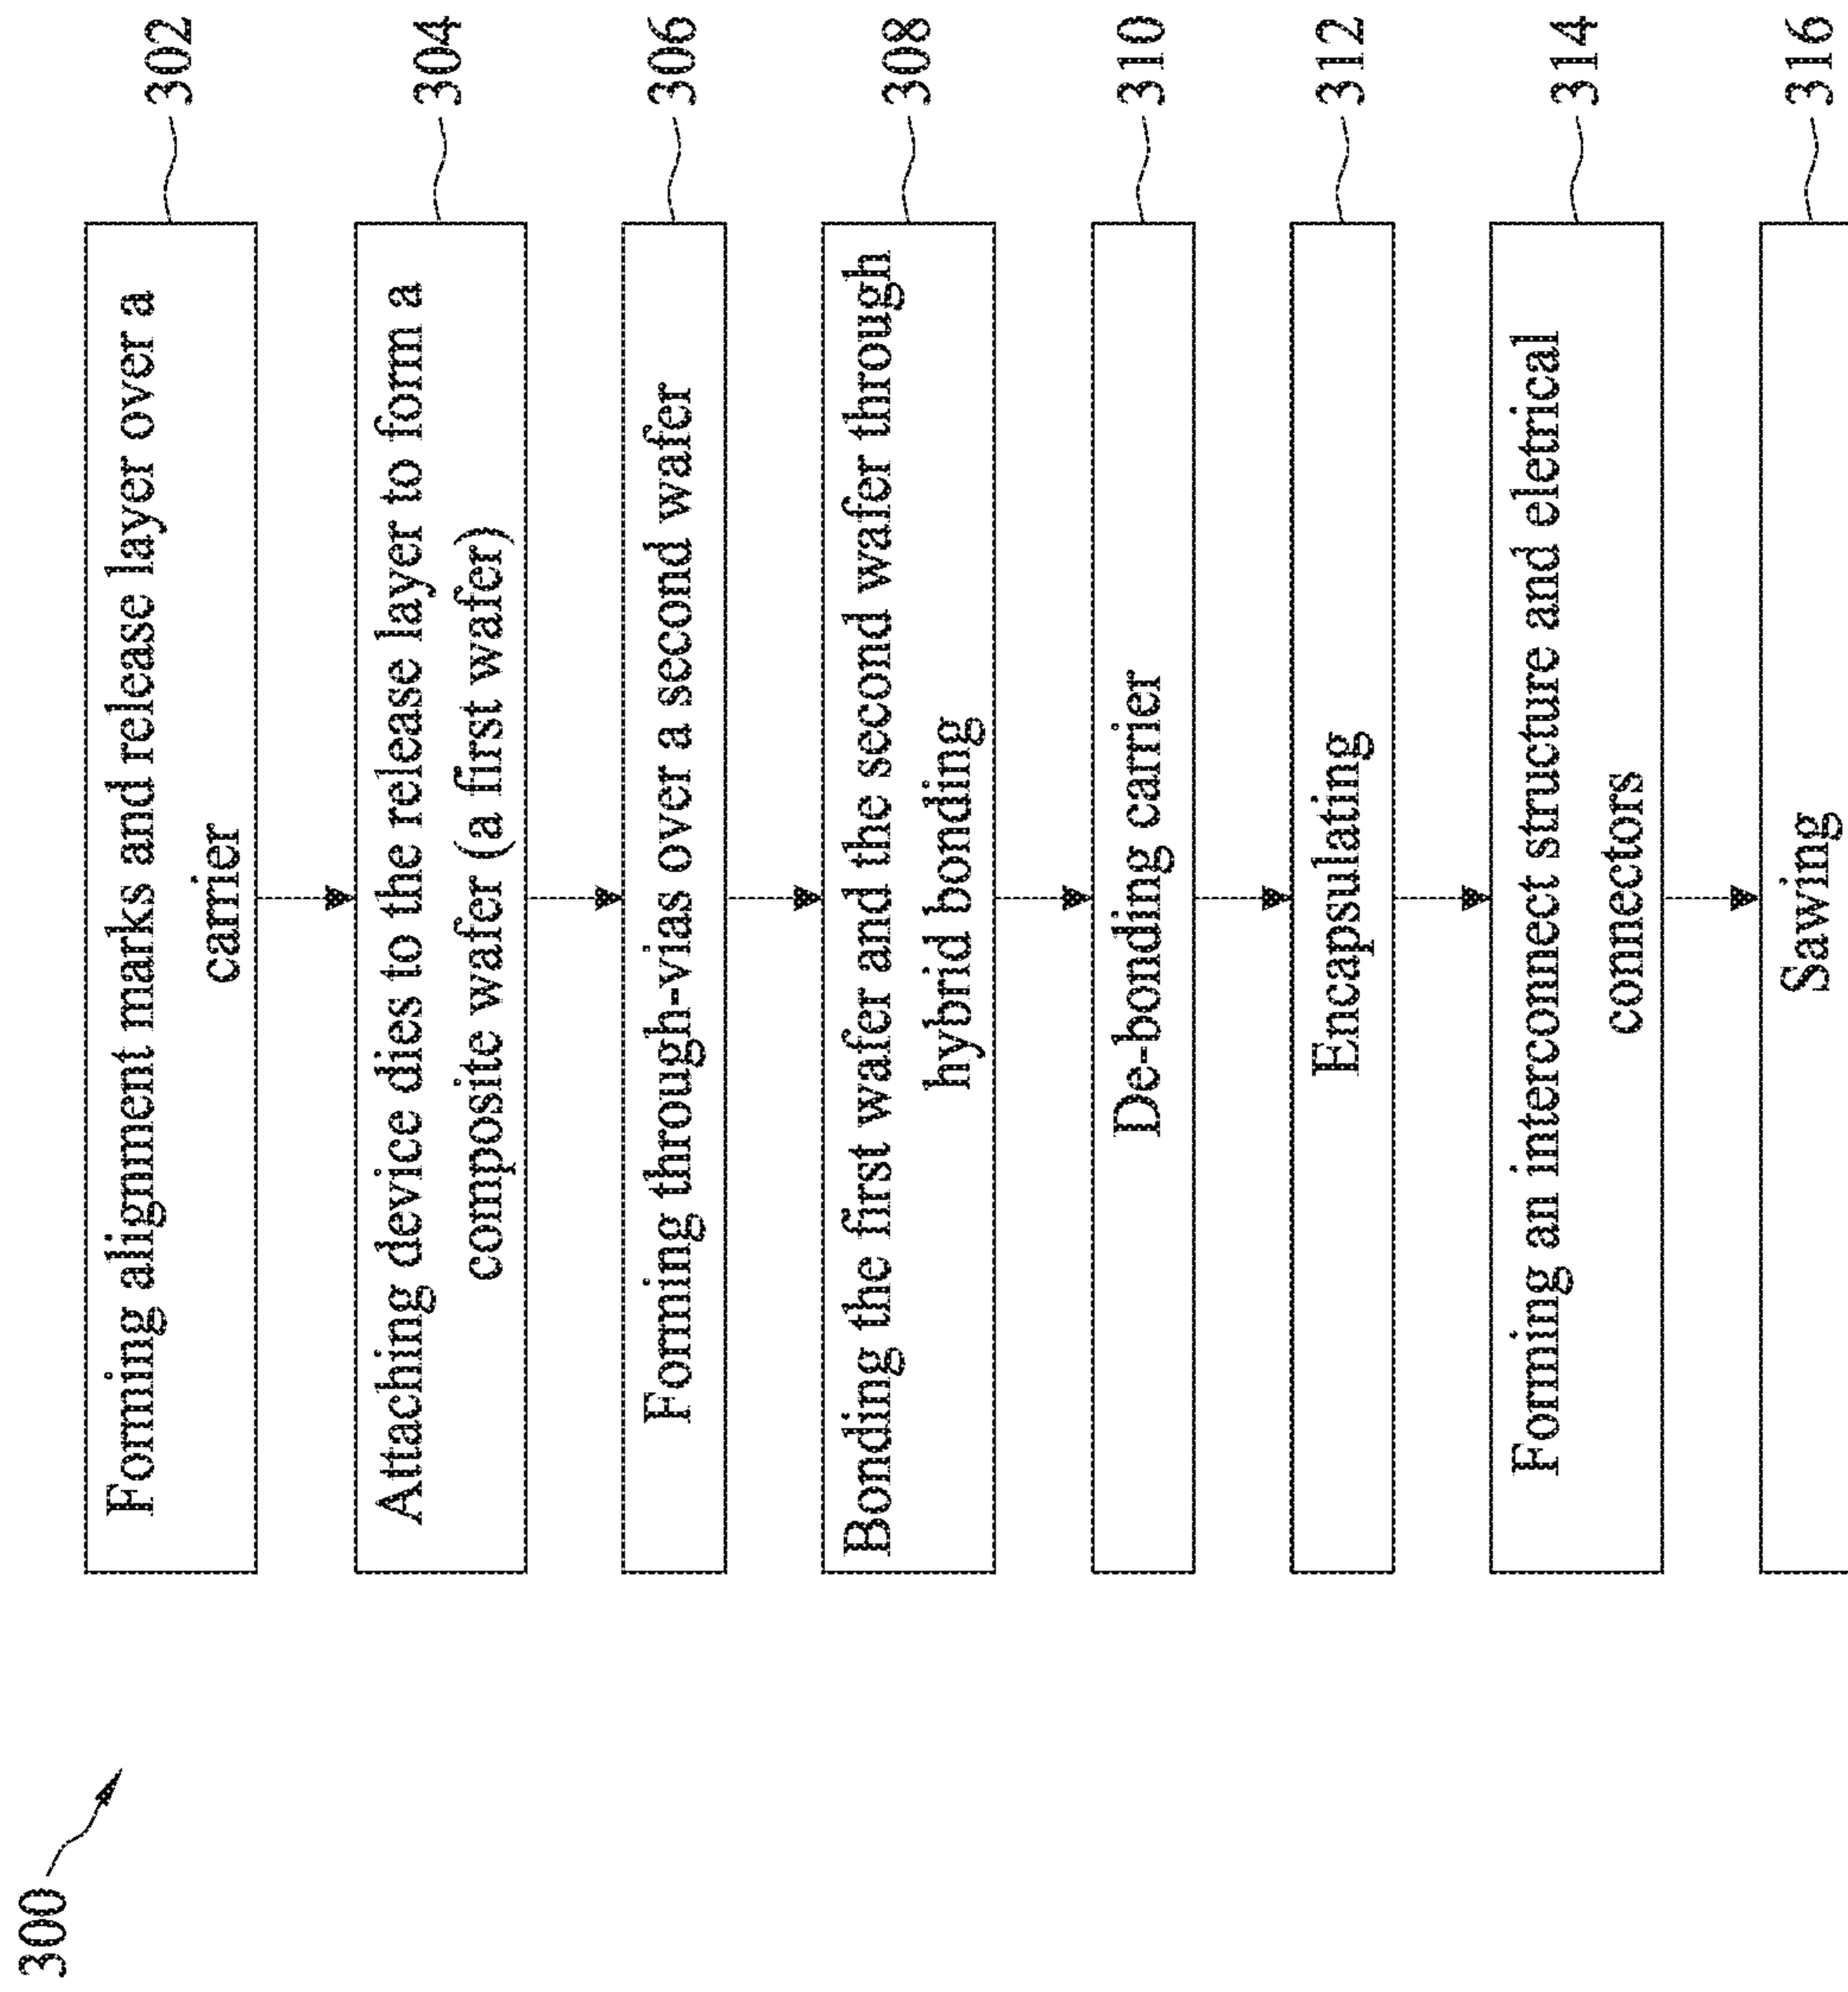 300
Forming alignment marks and release layer over a
carrier
302
Attaching device dies to the release layer to form a
composite wafer (a first wafer)
304
Forming through-vias over a second wafer
306
Bonding the first wafer and the second wafer through
hybrid bonding
308
De-bonding carrier
310
Encapsulating
312
Forming an interconnect structure and eletrical
connectors
314
Sawing
316